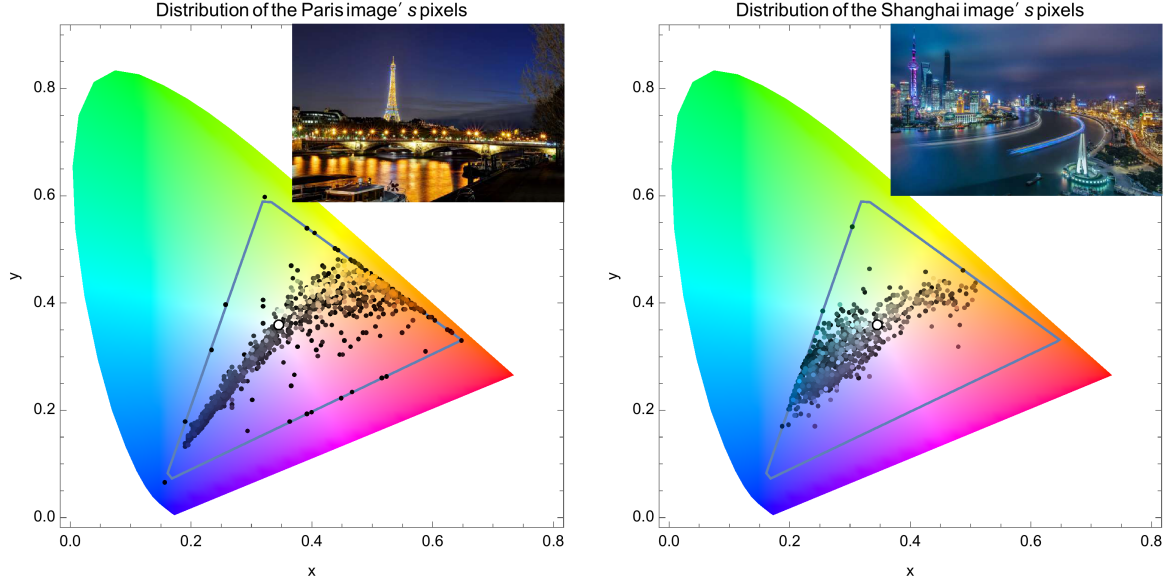 Distribution of the Paris image′ s pixels
0.8
0.6
0.4
0.2
0.0
y
0.0 0.2 0.4 0.6 0.8
x
Distribution of the Shanghai image′ s pixels
0.8
0.6
0.4
0.2
0.0
y
0.0 0.2 0.4 0.6 0.8
x